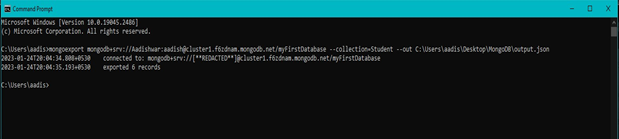 Command Prompt
Microsoft Windows [Version 10.0.19045.2486]
(c) Microsoft Corporation. All rights reserved.
C:\Users\aadis>mongoexport mongodb+srv://Aadishwar:aadish@cluster1.f6zdnam.mongodb.net/myFirstDatabase --collection=Student --out C:\Users\aadis\Desktop\MongoDB\output.json
2023-01-24T20:04:34.808+0530 connected to: mongodb+srv://[**REDACTED**]@cluster1.f6zdnam.mongodb.net/myFirstDatabase
2023-01-24T20:04:35.193+0530 exported 6 records
C:\Users\aadis>